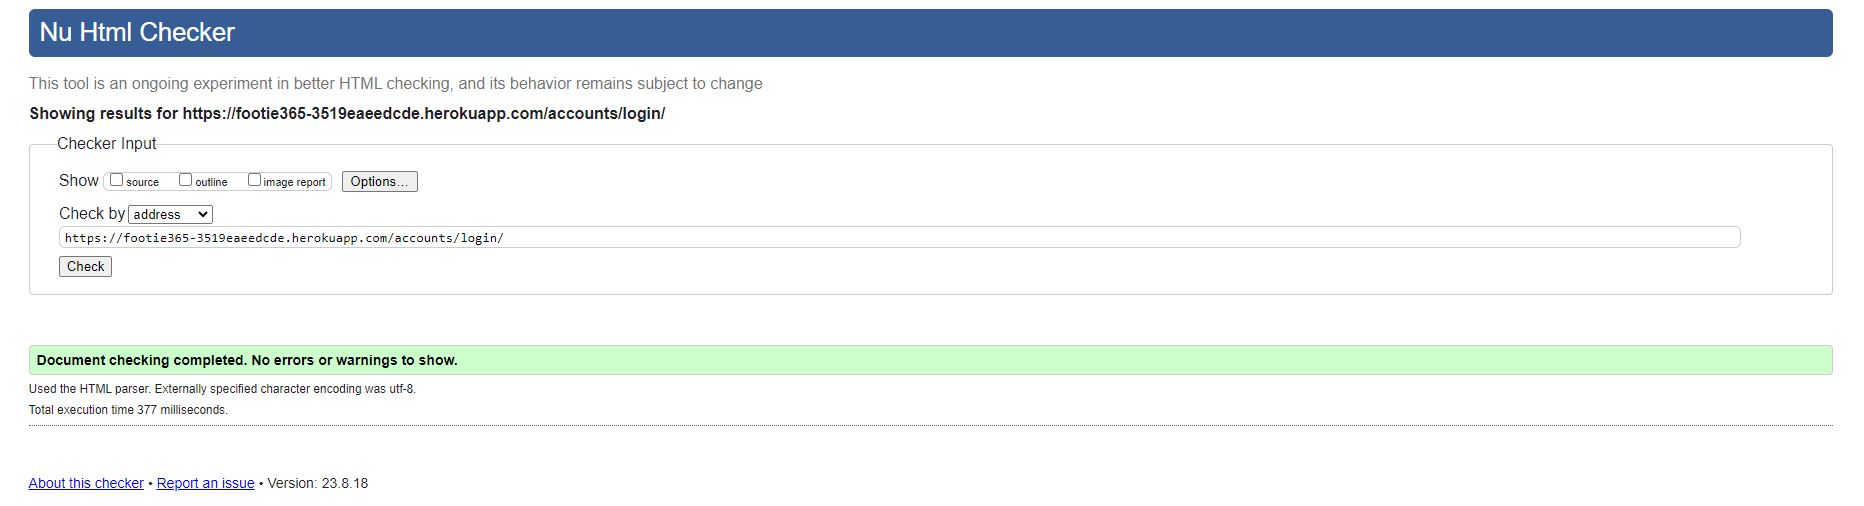 Nu Html Checker
This tool is an ongoing experiment in better HTML checking, and its behavior remains subject to change
Showing results for https://footie365-3519eaeedcde.herokuapp.com/accounts/login/
Checker Input
Show source outline image report Options...
Check by address
https://footie365-3519eaeedcde.herokuapp.com/accounts/login/
Check
Document checking completed. No errors or warnings to show.
Used the HTML parser. Externally specified character encoding was utf-8.
Total execution time 377 milliseconds.
About this checker • Report an issue • Version: 23.8.18